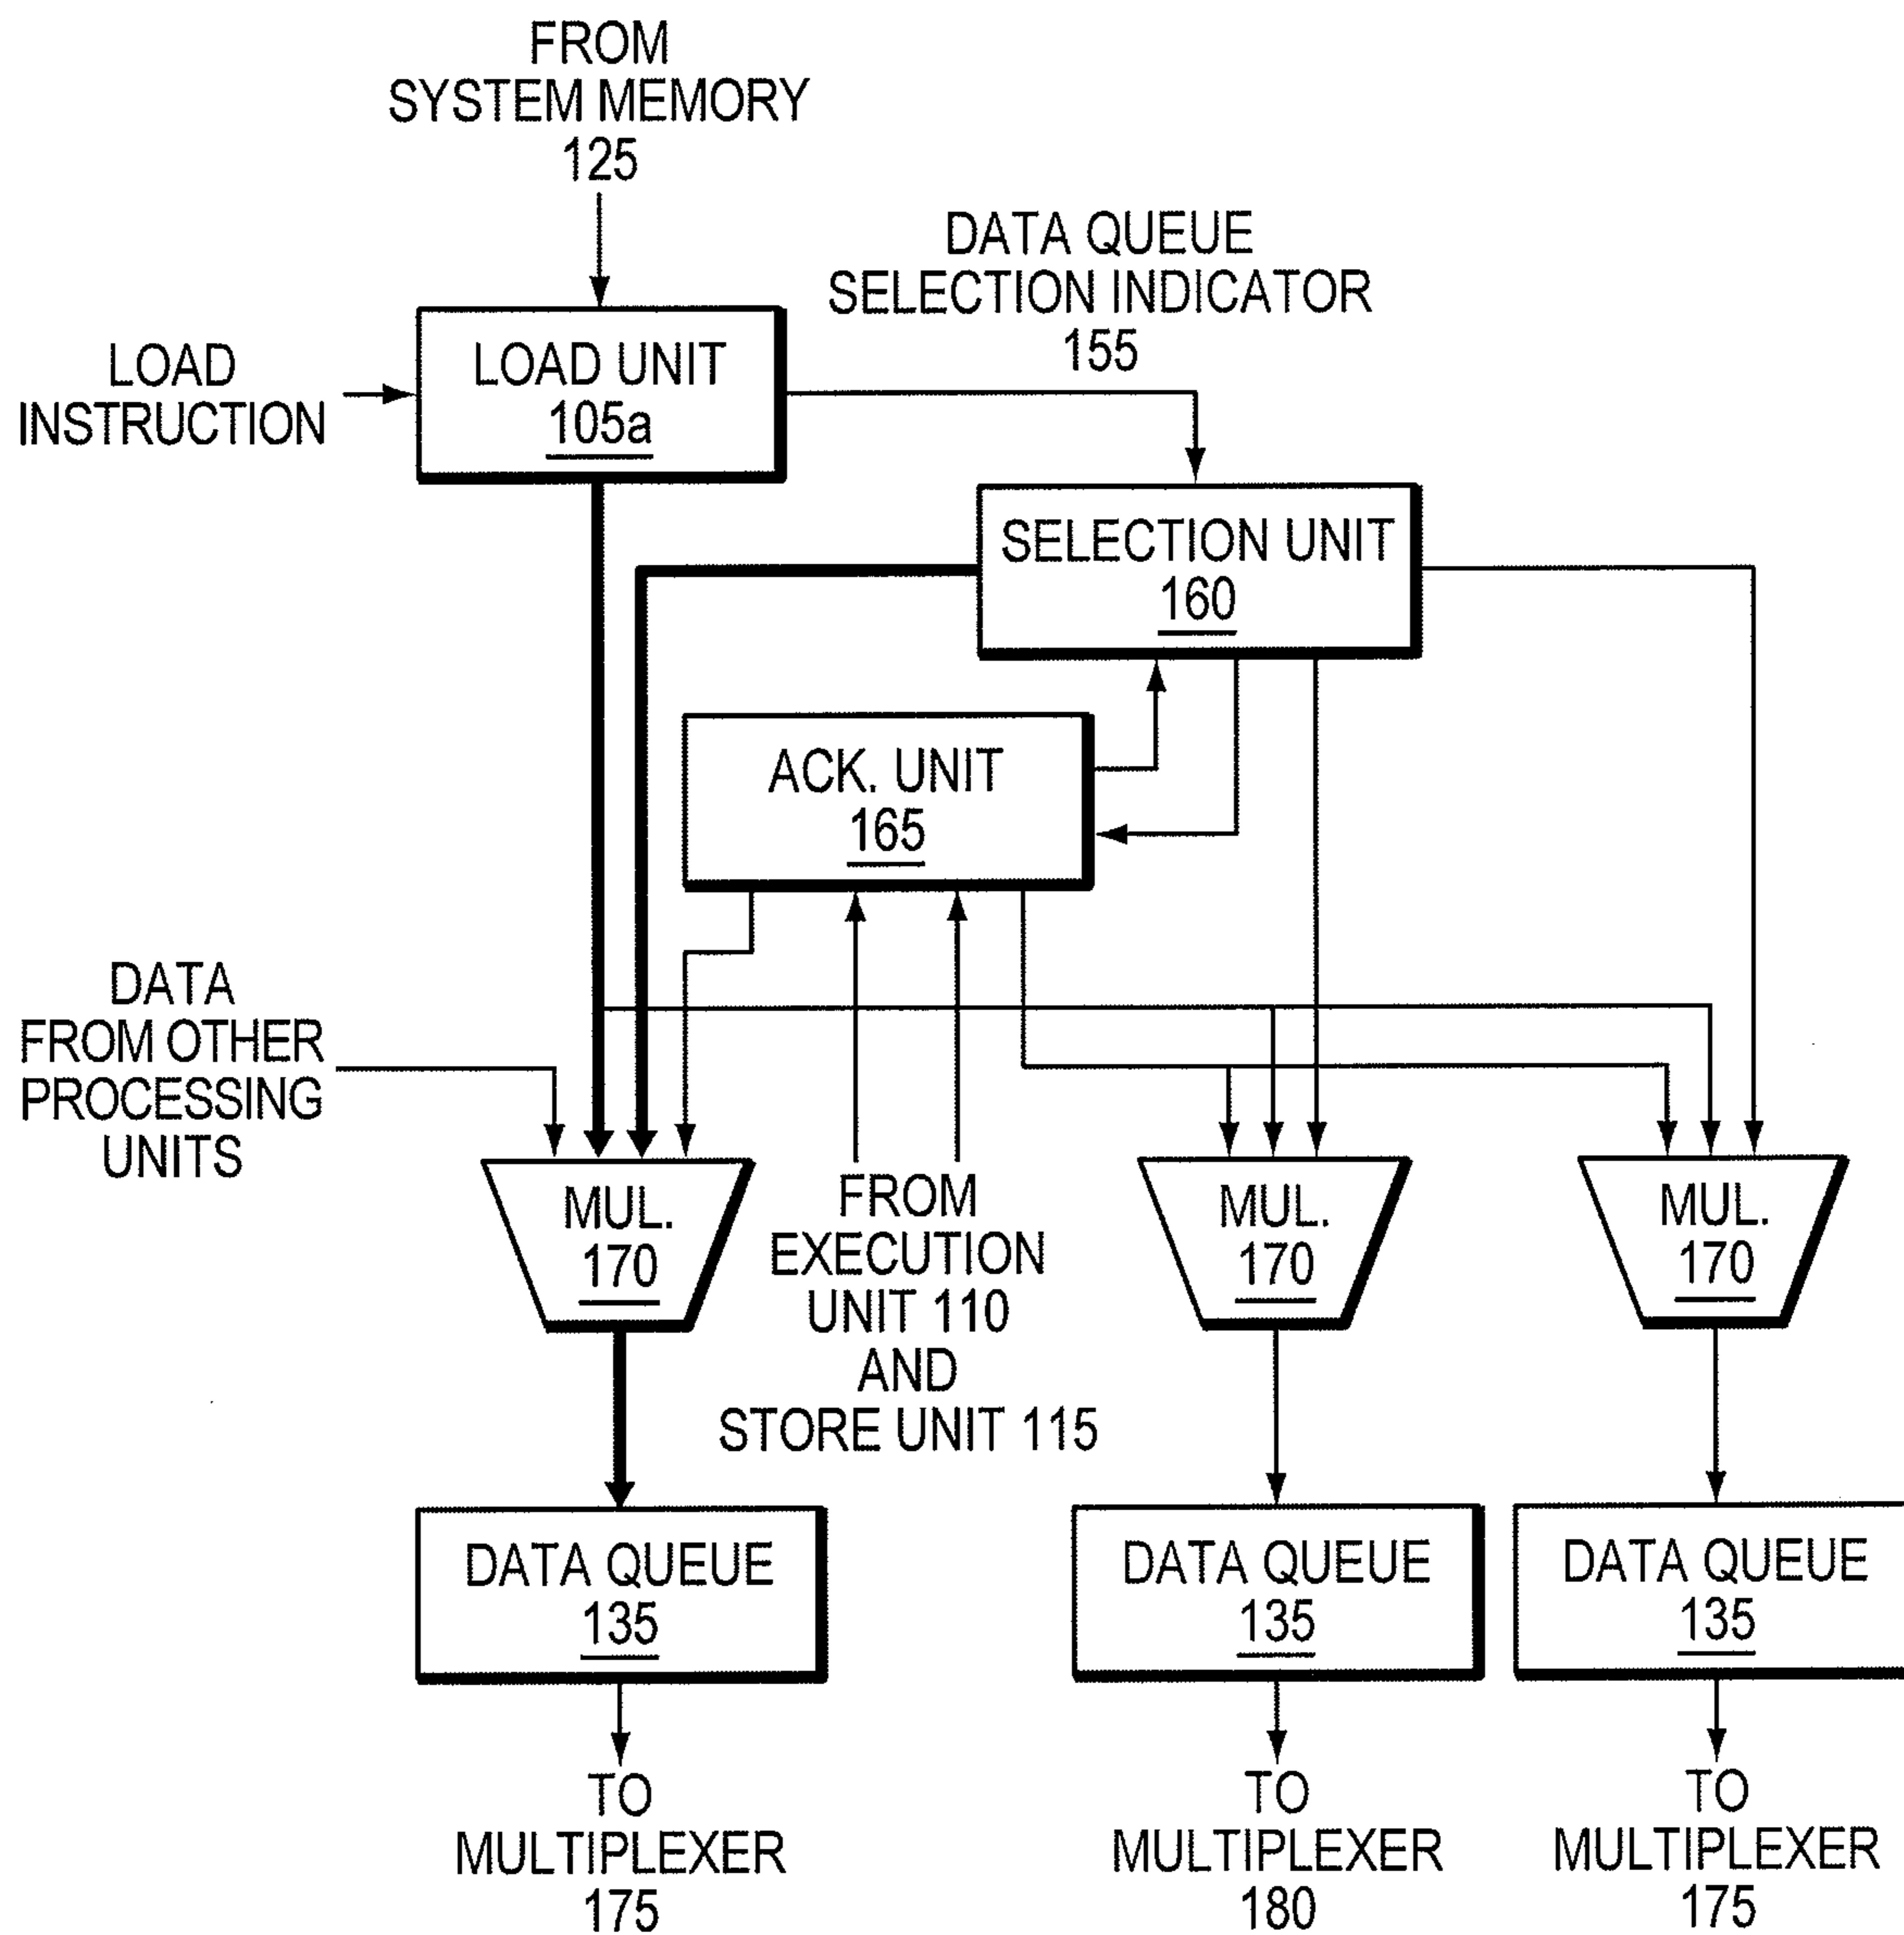 FROM
SYSTEM MEMORY
125
DATA QUEUE
SELECTION INDICATOR
155
LOAD
INSTRUCTION
LOAD UNIT
105a
SELECTION UNIT
160
ACK. UNIT
165
DATA
FROM OTHER
PROCESSING
UNITS
MUL.
170
FROM
EXECUTION
UNIT 110
AND
STORE UNIT 115
MUL.
170
MUL.
170
DATA QUEUE
135
DATA QUEUE
135
DATA QUEUE
135
TO
MULTIPLEXER
175
TO
MULTIPLEXER
180
TO
MULTIPLEXER
175